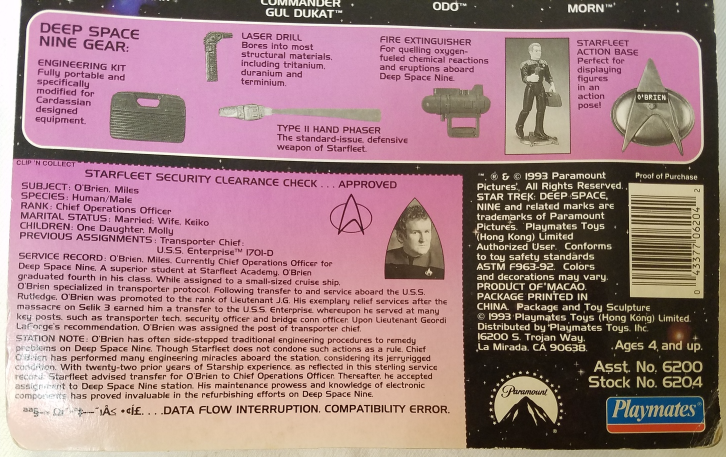 COMMANDER
GUL DUKAT™
ODO™
MORN™
DEEP SPACE
NINE GEAR:
ENGINEERING KIT
Fully portable and
specifically
modified for
Cardassian
designed
equipment.
LASER DRILL
Bores into most
structural materials,
including tritanium,
duranium and
terminium.
TYPE II HAND PHASER
The standard-issue, defensive
weapon of Starfleet.
FIRE EXTINGUISHER
For quelling oxygen-
fueled chemical reactions
and eruptions aboard
Deep Space Nine.
STARFLEET
ACTION BASE
Perfect for
displaying
figures
in an
action
pose!
O'BRIEN
CLIP 'N COLLECT
STARFLEET SECURITY CLEARANCE CHECK . . . APPROVED
SUBJECT: O'Brien, Miles
SPECIES: Human/Male
RANK: Chief Operations Officer
MARITAL STATUS: Married: Wife, Keiko
CHILDREN: One Daughter, Molly
PREVIOUS ASSIGNMENTS: Transporter Chief:
U.S.S. Enterprise™ 1701-D
SERVICE RECORD: O'Brien, Miles. Currently Chief Operations Officer for
Deep Space Nine. A superior student at Starfleet Academy, O'Brien
graduated fourth in his class. While assigned to a small-sized cruise ship,
O'Brien specialized in transporter protocol. Following transfer to and service aboard the U.S.S.
Rutledge, O'Brien was promoted to the rank of Lieutenant J.G. His exemplary relief services after the
massacre on Setlik 3 earned him a transfer to the U.S.S. Enterprise, whereupon he served at many
key posts, such as transporter tech, security officer and bridge conn officer. Upon Lieutenant Geordi
LaForge's recommendation, O'Brien was assigned the post of transporter chief.
STATION NOTE: O'Brien has often side-stepped traditional engineering procedures to remedy
problems on Deep Space Nine. Though Starfleet does not condone such actions as a rule, Chief
O'Brien has performed many engineering miracles aboard the station, considering its jerryrigged
condition. With twenty-two prior years of Starship experience, as reflected in this sterling service
record, Starfleet advised transfer for O'Brien to Chief Operations Officer. Thereafter, he accepted
assignment to Deep Space Nine station. His maintenance prowess and knowledge of electronic
components has proved invaluable in the refurbishing efforts on Deep Space Nine.
. . . .DATA FLOW INTERRUPTION. COMPATIBILITY ERROR.
™, ® & © 1993 Paramount
Pictures. All Rights Reserved.
STAR TREK: DEEP SPACE
NINE and related marks are
trademarks of Paramount
Pictures. Playmates Toys
(Hong Kong) Limited
Authorized User. Conforms
to toy safety standards
ASTM F963-92. Colors
and decorations may vary.
PRODUCT OF MACAO.
PACKAGE PRINTED IN
CHINA. Package and Toy Sculpture
© 1993 Playmates Toys (Hong Kong) Limited.
Distributed by Playmates Toys, Inc.
16200 S. Trojan Way,
La Mirada, CA 90638.
Ages 4 and up.
Proof of Purchase
0 43377 06204 2
Asst. No. 6200
Stock No. 6204
Paramount
Playmates